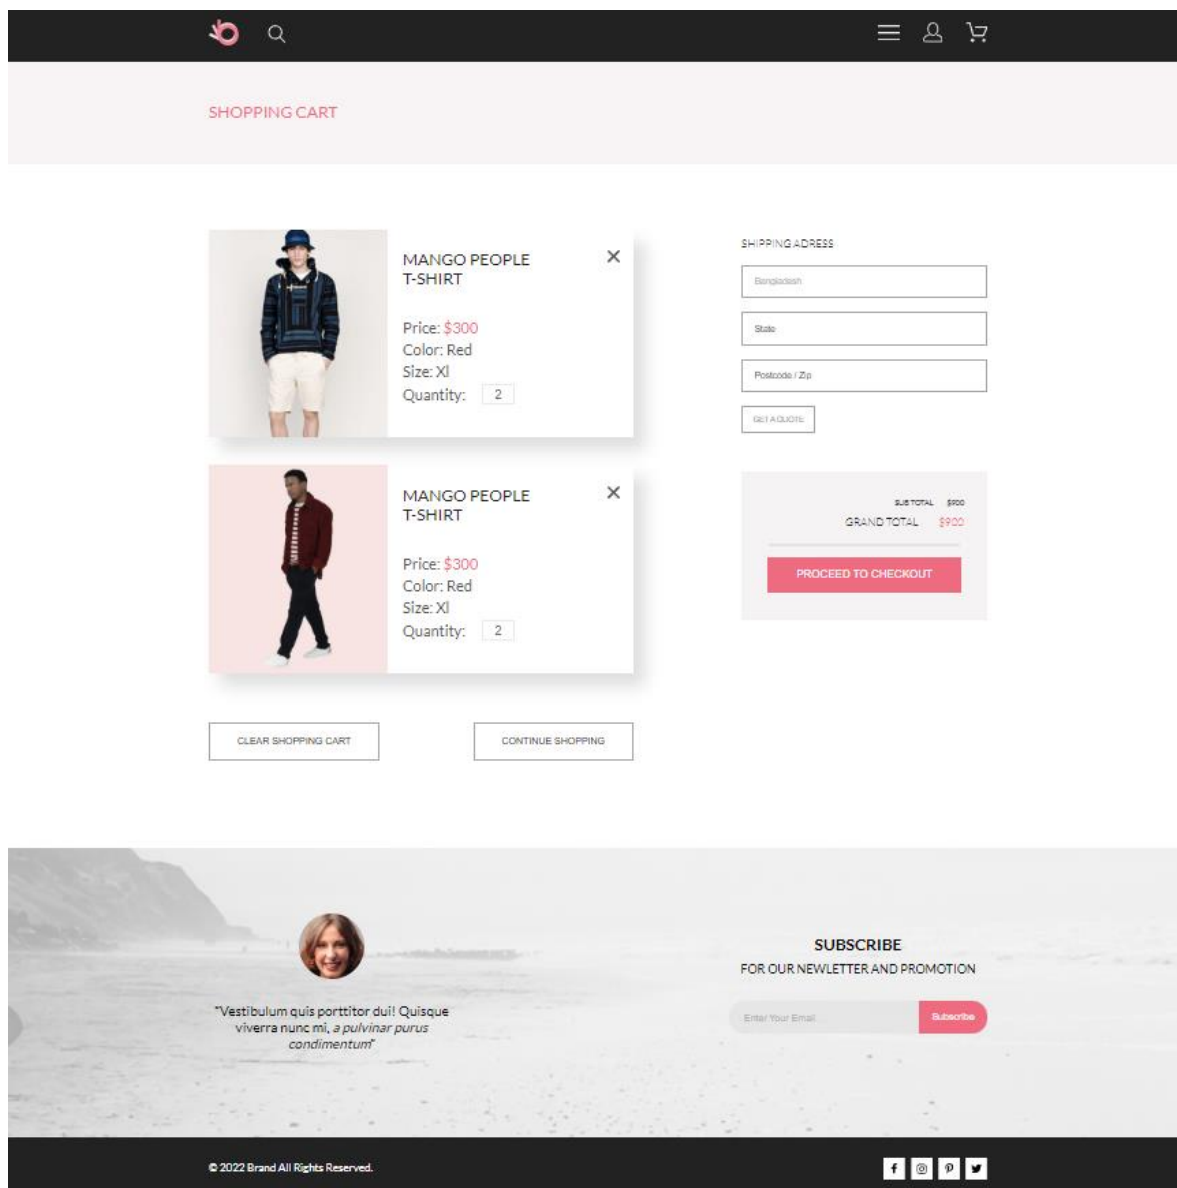 SHOPPING CART
MANGO PEOPLE
T-SHIRT
Price: $300
Color: Red
Size: Xl
Quantity: 2
MANGO PEOPLE
T-SHIRT
Price: $300
Color: Red
Size: Xl
Quantity: 2
CLEAR SHOPPING CART
CONTINUE SHOPPING
SHIPPING ADRESS
Bangladesh
State
Postcode / Zip
GET A QUOTE
SUB TOTAL $900
GRAND TOTAL $900
PROCEED TO CHECKOUT
"Vestibulum quis porttitor dui! Quisque
viverra nunc mi, a pulvinar purus
condimentum"
SUBSCRIBE
FOR OUR NEWLETTER AND PROMOTION
Enter Your Email
Subscribe
© 2022 Brand All Rights Reserved.